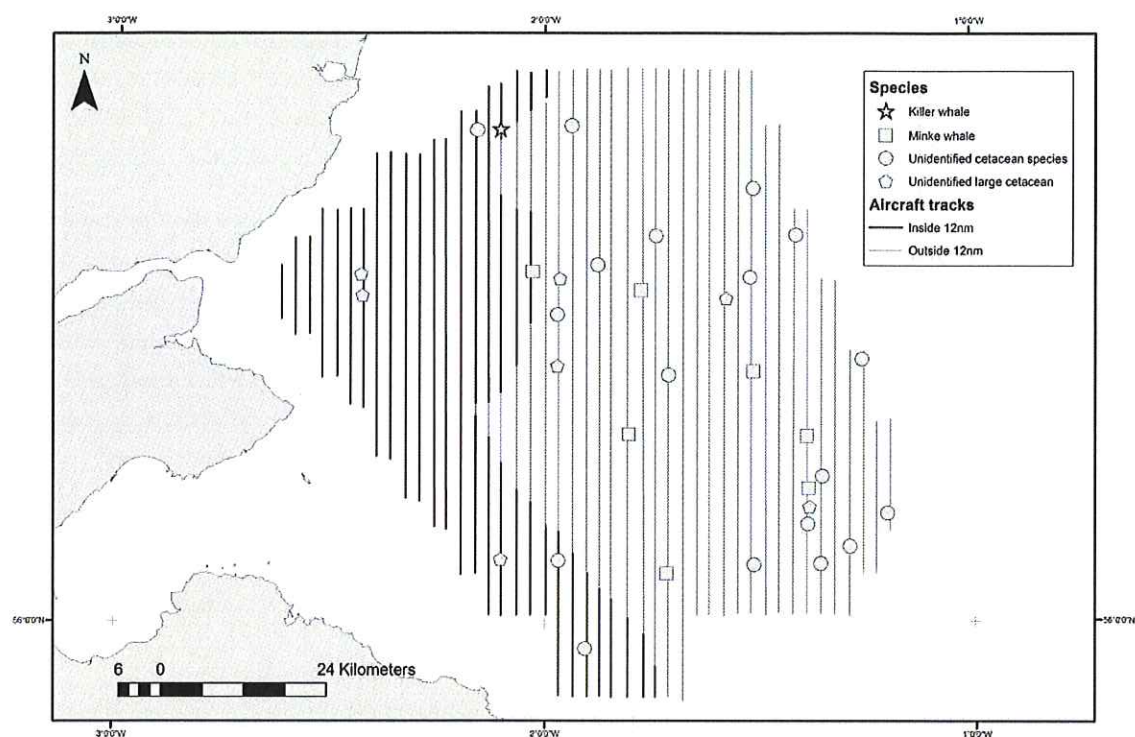 3°0'0"W 2°0'0"W 1°0'0"W
N
Species
Killer whale
Minke whale
Unidentified cetacean species
Unidentified large cetacean
Aircraft tracks
Inside 12nm
Outside 12nm
56°0'0"N 56°0'0"N
6 0 24 Kilometers
3°0'0"W 2°0'0"W 1°0'0"W